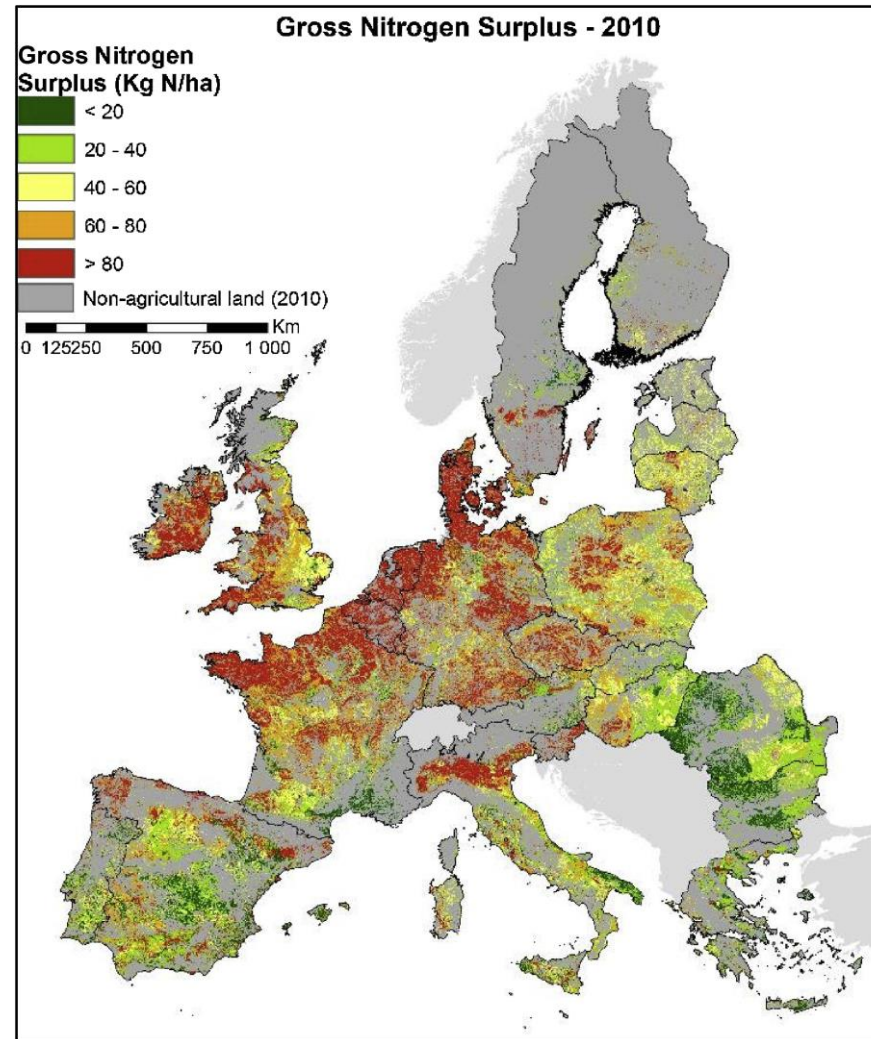 Gross Nitrogen Surplus - 2010
Gross Nitrogen
Surplus (Kg N/ha)
< 20
20 - 40
40 - 60
60 - 80
> 80
Non-agricultural land (2010)
Km
0 125250 500 750 1 000